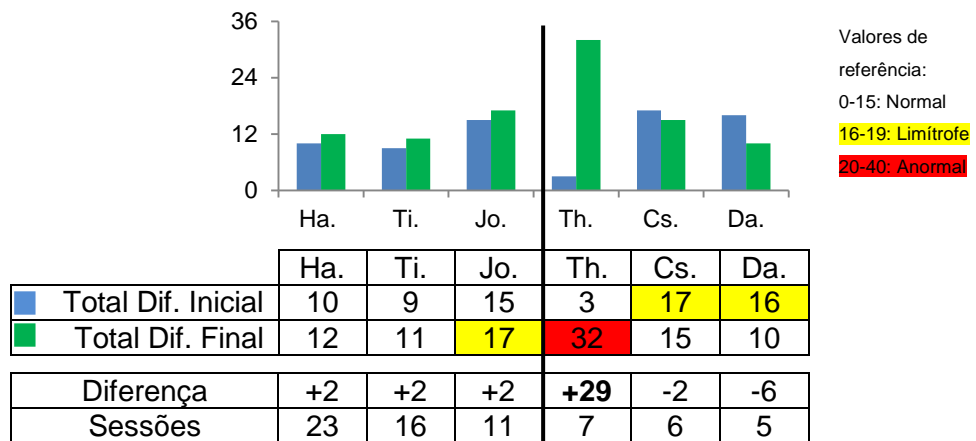 36
24
12
0
Ha. Ti. Jo. Th. Cs. Da.
Valores de
referência:
0-15: Normal
16-19: Limítrofe
20-40: Anormal
Ha. Ti. Jo. Th. Cs. Da.
Total Dif. Inicial 10 9 15 3 17 16
Total Dif. Final 12 11 17 32 15 10
Diferença +2 +2 +2 +29 -2 -6
Sessões 23 16 11 7 6 5